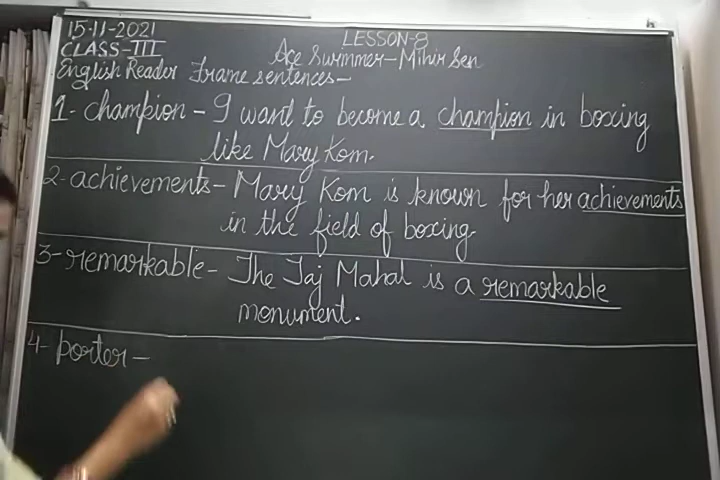 15-11-2021
LESSON-8
CLASS-III
Ace Swimmer-Mihir Sen
English Reader Frame sentences-
1- champion - I want to become a champion in boxing
like Mary Kom.
2- achievements - Mary Kom is known for her achievements
in the field of boxing.
3- remarkable - The Taj Mahal is a remarkable
monument.
4- porter -